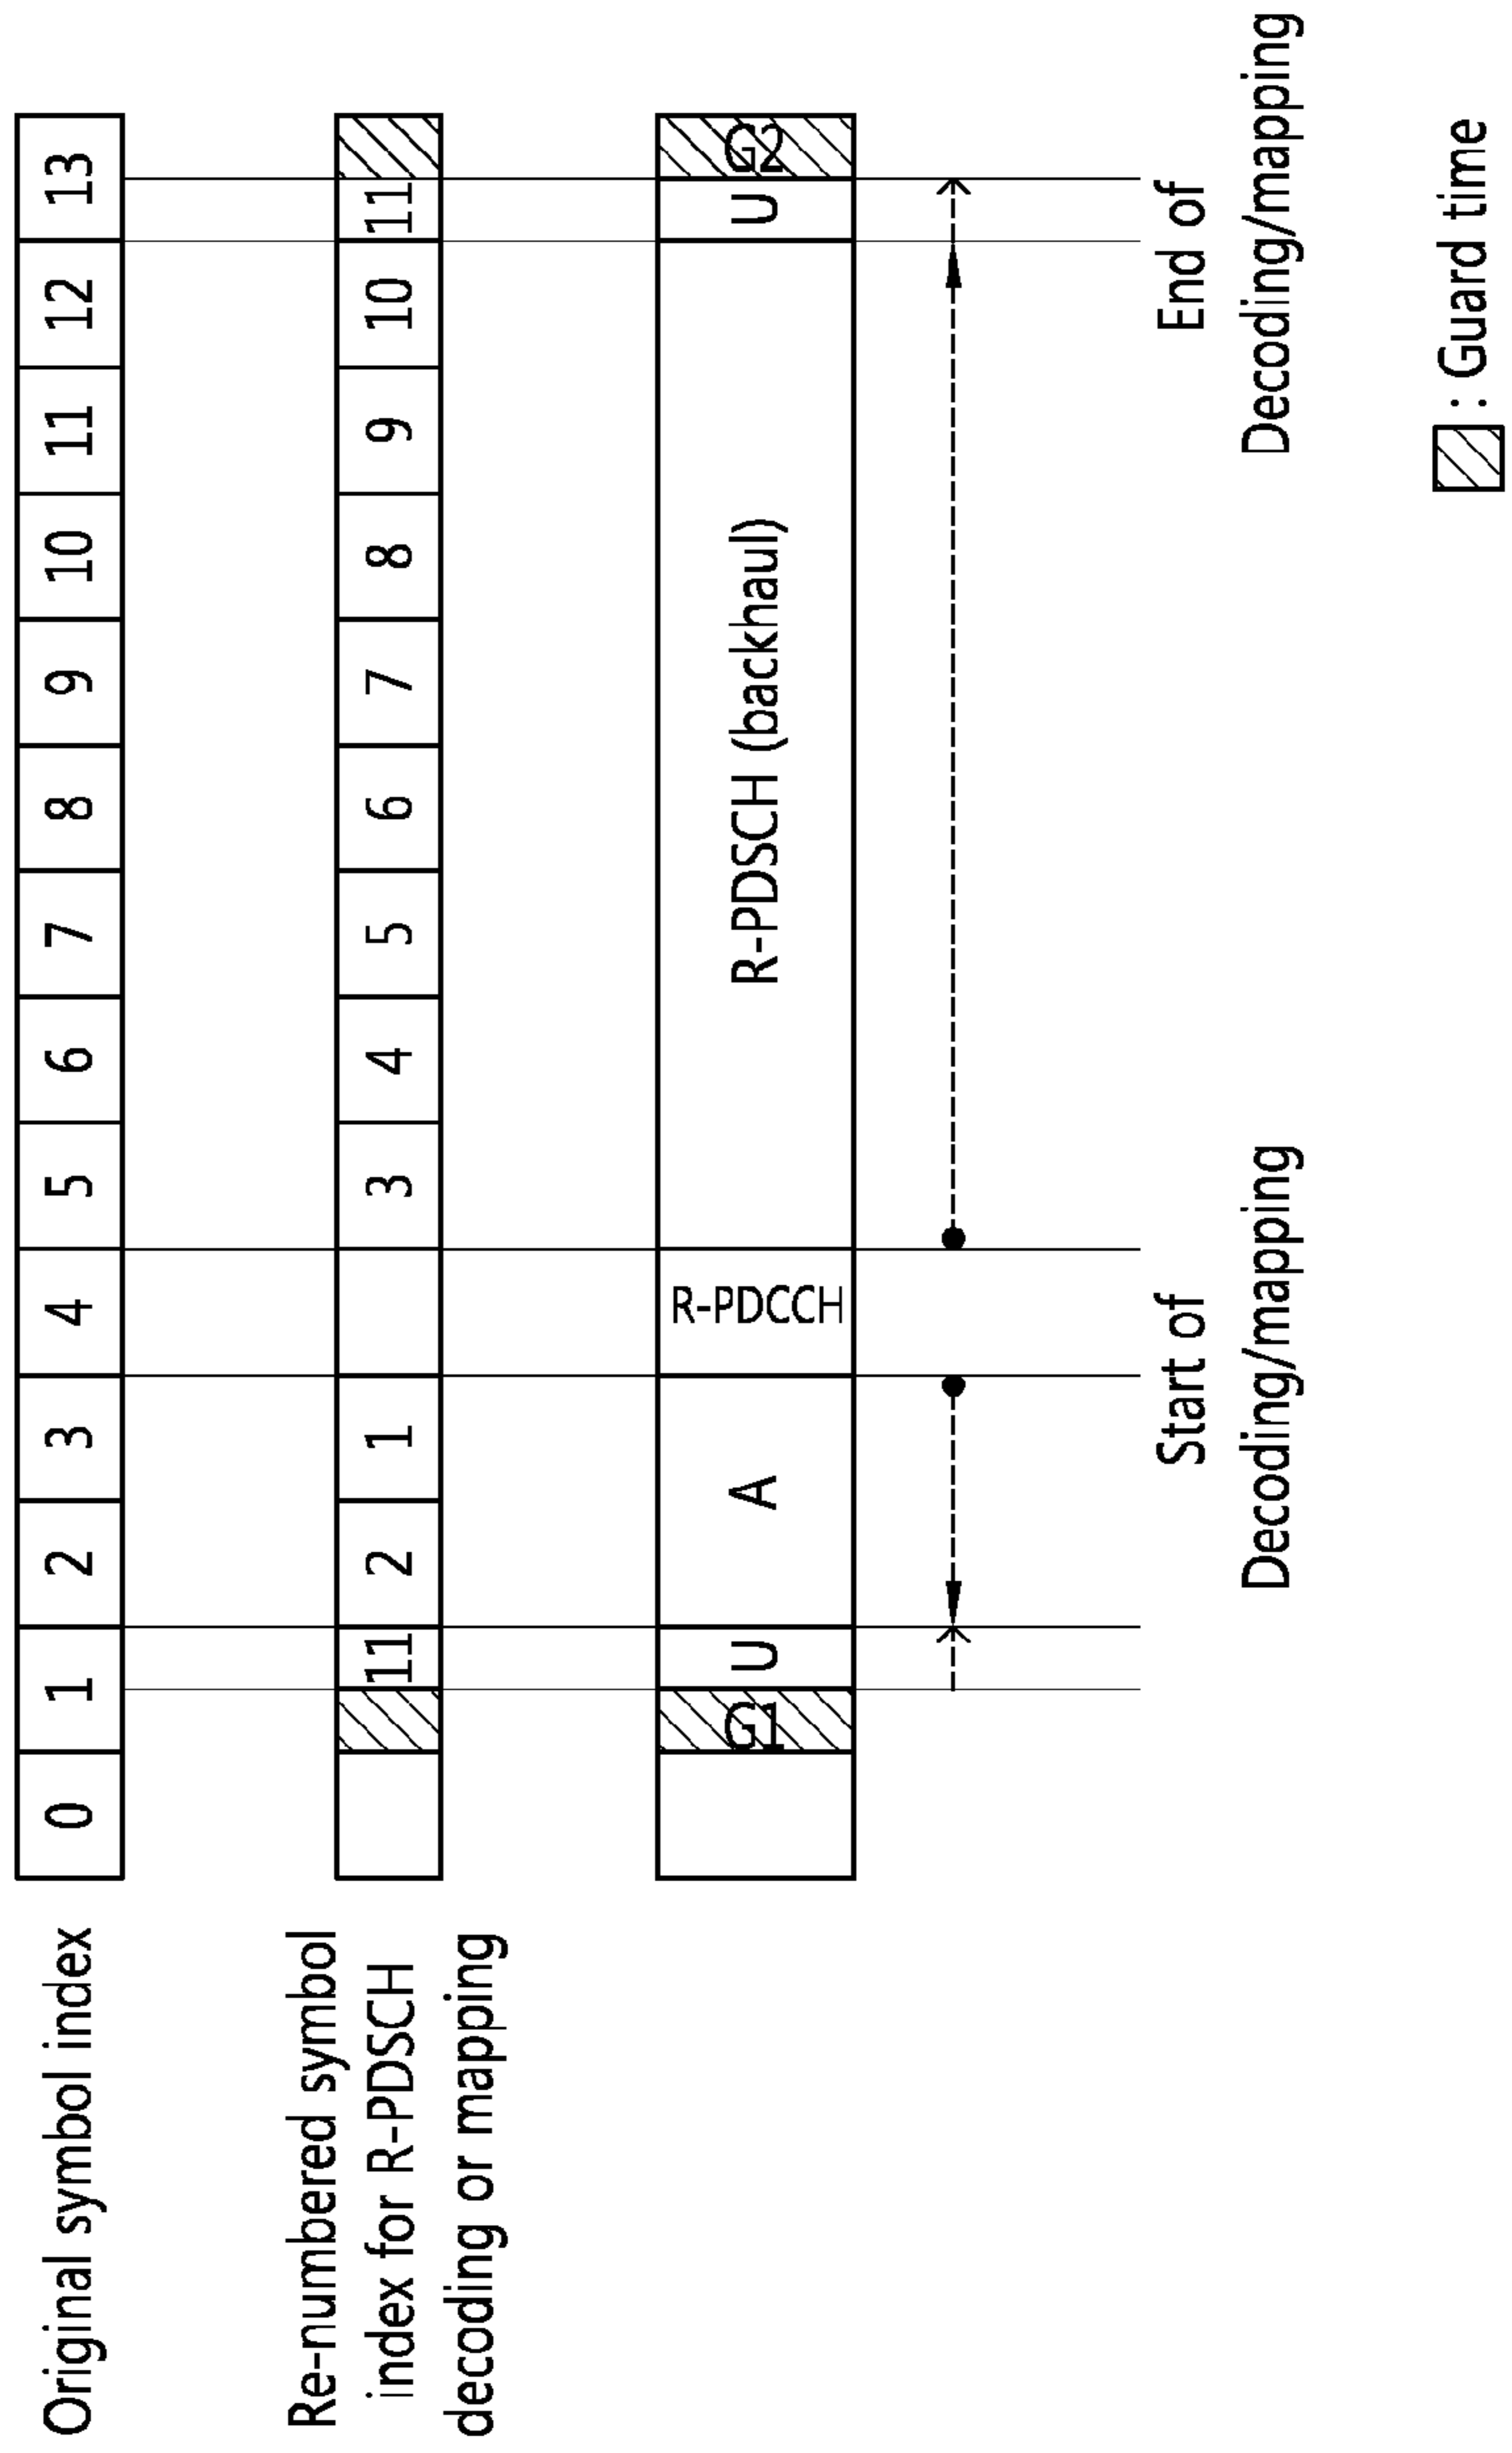 Original symbol index
0 1 2 3 4 5 6 7 8 9 10 11 12 13
Re-numbered symbol
index for R-PDSCH
decoding or mapping
11 2 1 3 4 5 6 7 8 9 10 11
G1 U A R-PDCCH R-PDSCH (backhaul) U G2
Start of
Decoding/mapping
End of
Decoding/mapping
: Guard time